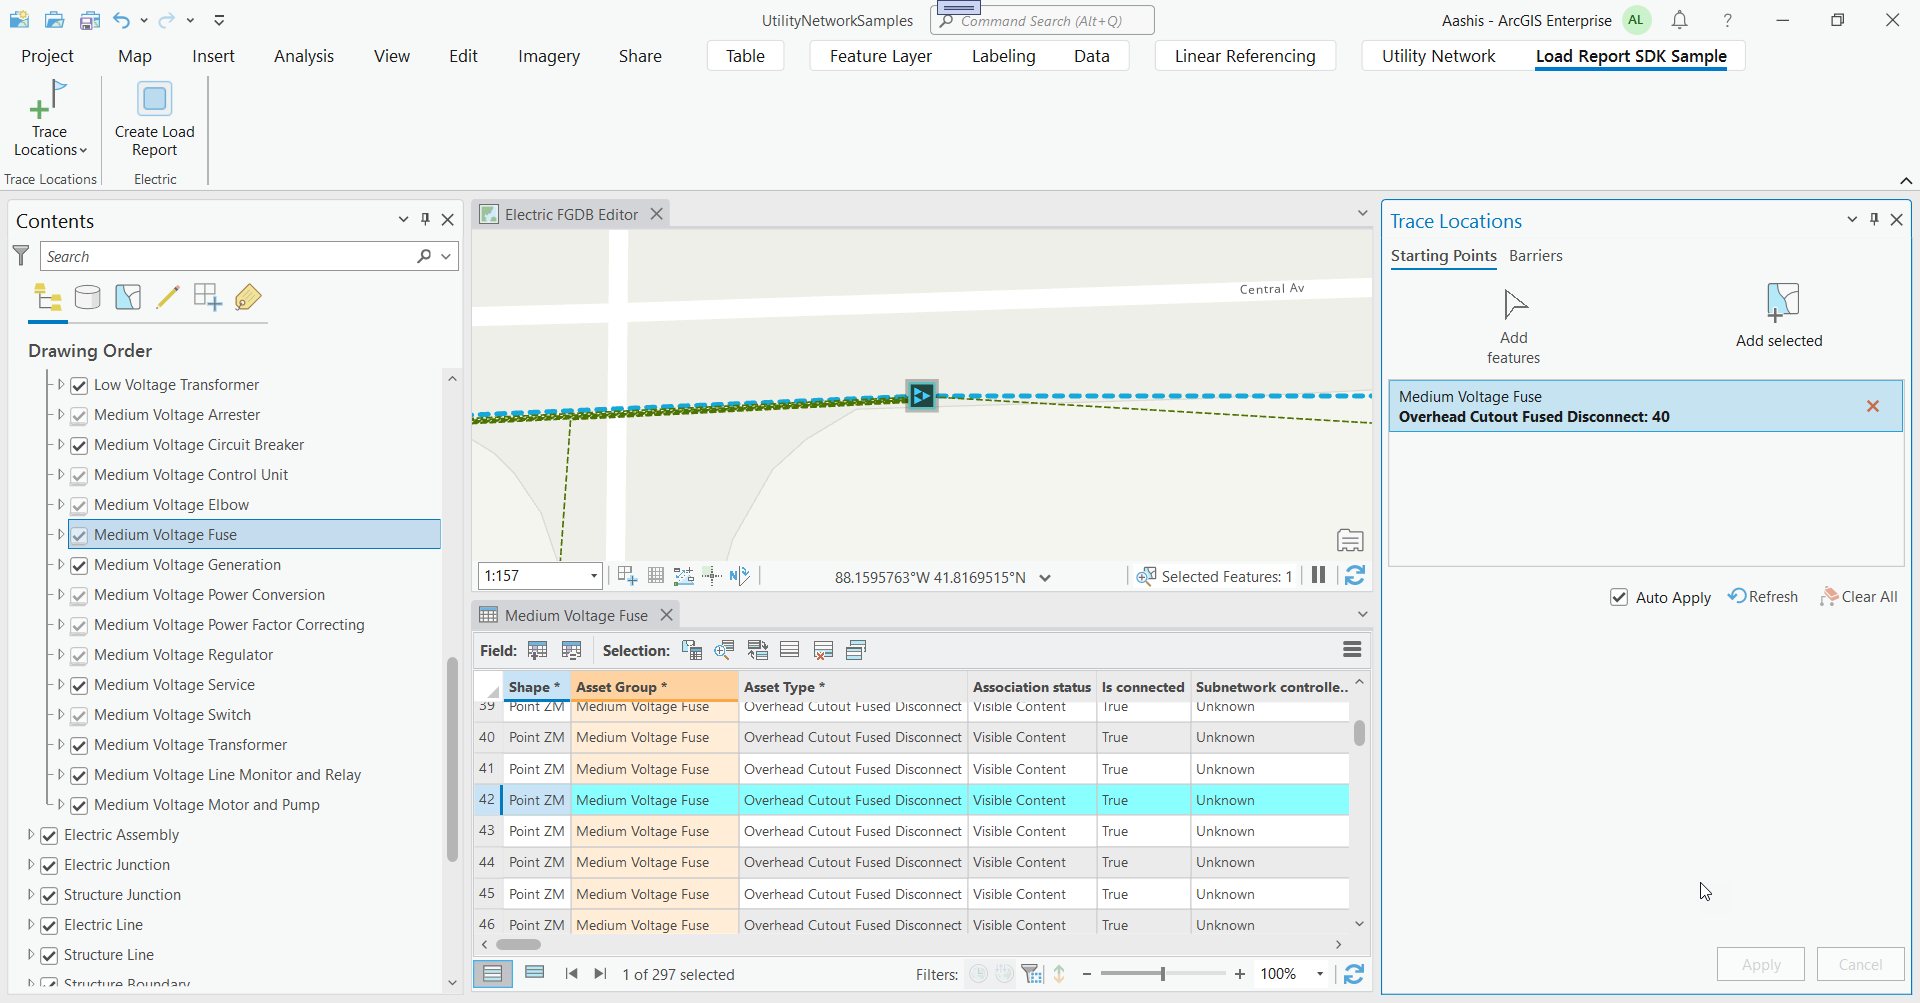 UtilityNetworkSamples
Command Search (Alt+Q)
Aashis - ArcGIS Enterprise
AL
?
Project
Map
Insert
Analysis
View
Edit
Imagery
Share
Table
Feature Layer
Labeling
Data
Linear Referencing
Utility Network
Load Report SDK Sample
Trace
Locations
Create Load
Report
Trace Locations
Electric
Contents
Search
Drawing Order
Low Voltage Transformer
Medium Voltage Arrester
Medium Voltage Circuit Breaker
Medium Voltage Control Unit
Medium Voltage Elbow
Medium Voltage Fuse
Medium Voltage Generation
Medium Voltage Power Conversion
Medium Voltage Power Factor Correcting
Medium Voltage Regulator
Medium Voltage Service
Medium Voltage Switch
Medium Voltage Transformer
Medium Voltage Line Monitor and Relay
Medium Voltage Motor and Pump
Electric Assembly
Electric Junction
Structure Junction
Electric Line
Structure Line
Structure Boundary
Electric FGDB Editor
Central Av
1:157
88.1595763°W 41.8169515°N
Selected Features: 1
Medium Voltage Fuse
Field:
Selection:
Shape * Asset Group * Asset Type * Association status Is connected Subnetwork controlle..
39 Point ZM Medium Voltage Fuse Overhead Cutout Fused Disconnect Visible Content True Unknown
40 Point ZM Medium Voltage Fuse Overhead Cutout Fused Disconnect Visible Content True Unknown
41 Point ZM Medium Voltage Fuse Overhead Cutout Fused Disconnect Visible Content True Unknown
42 Point ZM Medium Voltage Fuse Overhead Cutout Fused Disconnect Visible Content True Unknown
43 Point ZM Medium Voltage Fuse Overhead Cutout Fused Disconnect Visible Content True Unknown
44 Point ZM Medium Voltage Fuse Overhead Cutout Fused Disconnect Visible Content True Unknown
45 Point ZM Medium Voltage Fuse Overhead Cutout Fused Disconnect Visible Content True Unknown
46 Point ZM Medium Voltage Fuse Overhead Cutout Fused Disconnect Visible Content True Unknown
1 of 297 selected
Filters:
100%
Trace Locations
Starting Points
Barriers
Add
features
Add selected
Medium Voltage Fuse
Overhead Cutout Fused Disconnect: 40
Auto Apply
Refresh
Clear All
Apply
Cancel